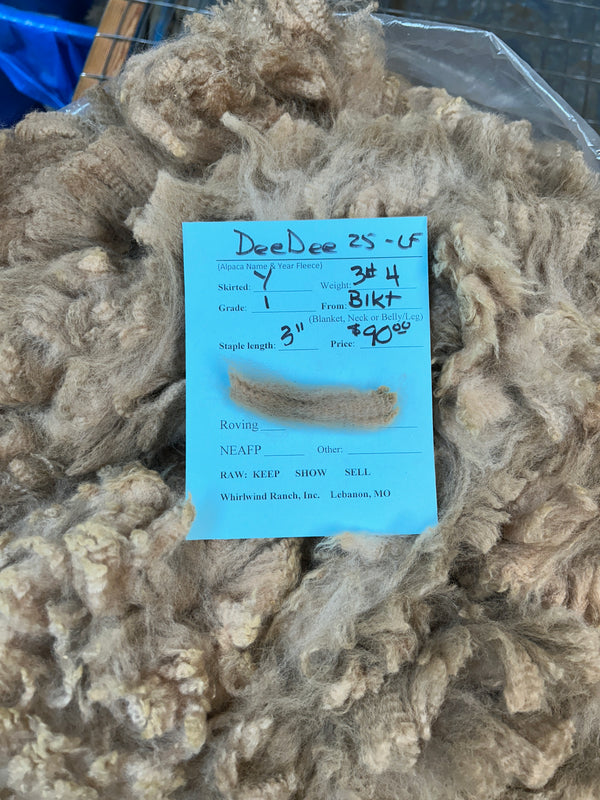 DeeDee 25 - LF
(Alpaca Name & Year Fleece)
Skirted: Y Weight: 3# 4
Grade: 1 From: Blkt
(Blanket, Neck or Belly/Leg)
Staple length: 3" Price: $90.00
Roving
NEAFP Other:
RAW: KEEP SHOW SELL
Whirlwind Ranch, Inc. Lebanon, MO